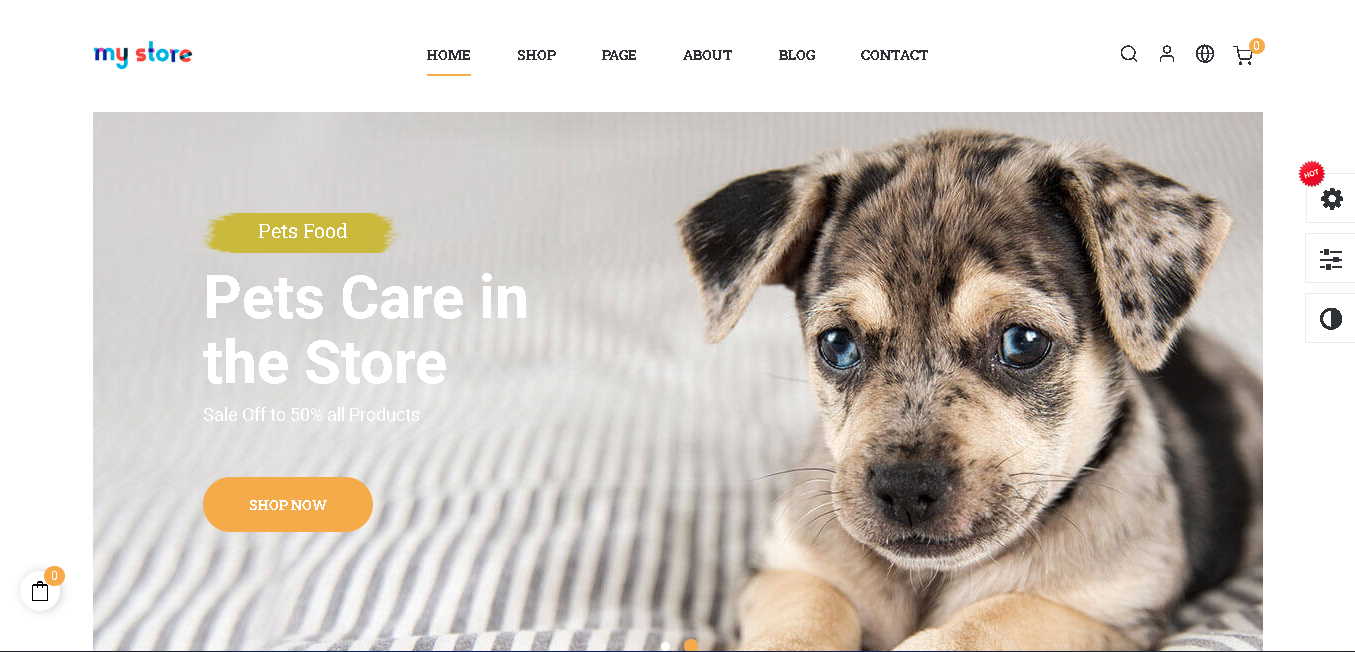 my store
HOME SHOP PAGE ABOUT BLOG CONTACT
0
HOT
Pets Food
Pets Care in
the Store
Sale Off to 50% all Products
SHOP NOW
0